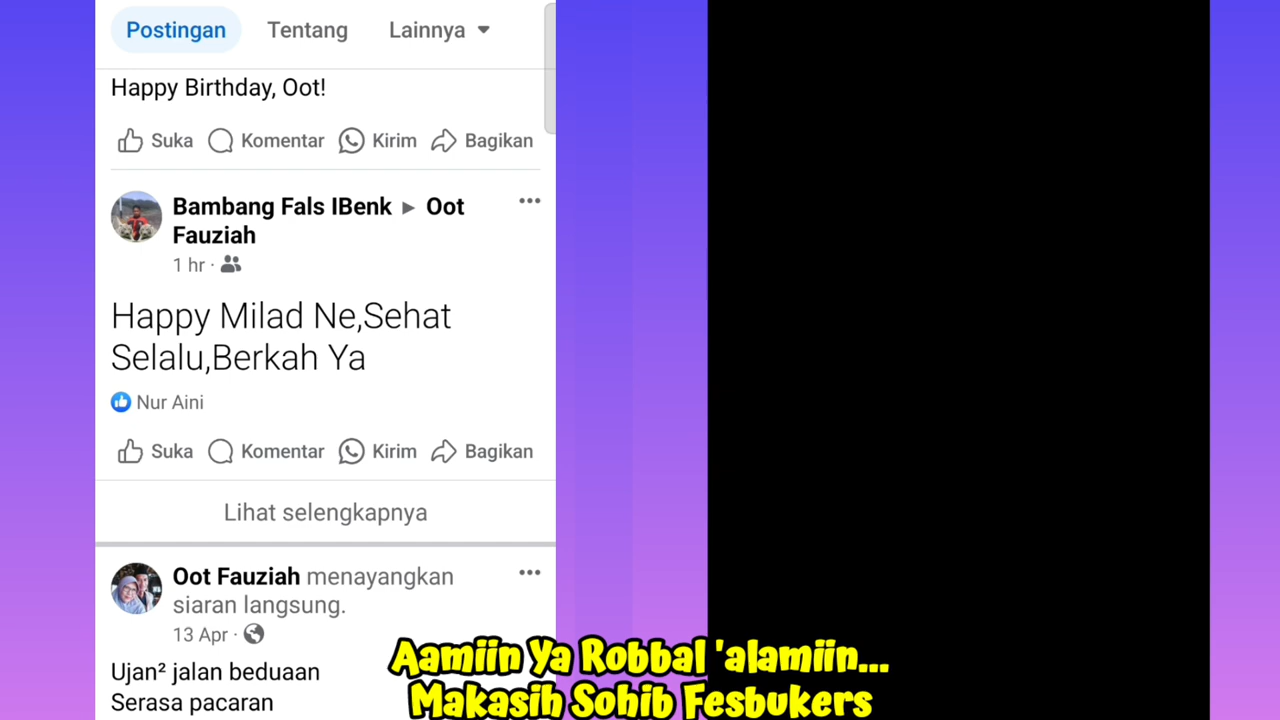 Postingan Tentang Lainnya
Happy Birthday, Oot!
Suka Komentar Kirim Bagikan
Bambang Fals IBenk ► Oot
Fauziah
1 hr ·
Happy Milad Ne,Sehat
Selalu,Berkah Ya
Nur Aini
Suka Komentar Kirim Bagikan
Lihat selengkapnya
Oot Fauziah menayangkan
siaran langsung.
13 Apr ·
Ujan² jalan beduaan
Serasa pacaran
Aamiin Ya Robbal 'alamiin...
Makasih Sohib Fesbukers